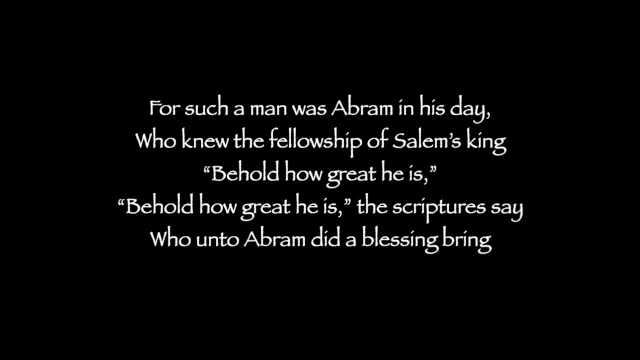 For such a man was Abram in his day,
Who knew the fellowship of Salem's king
“Behold how great he is,”
“Behold how great he is,” the scriptures say
Who unto Abram did a blessing bring